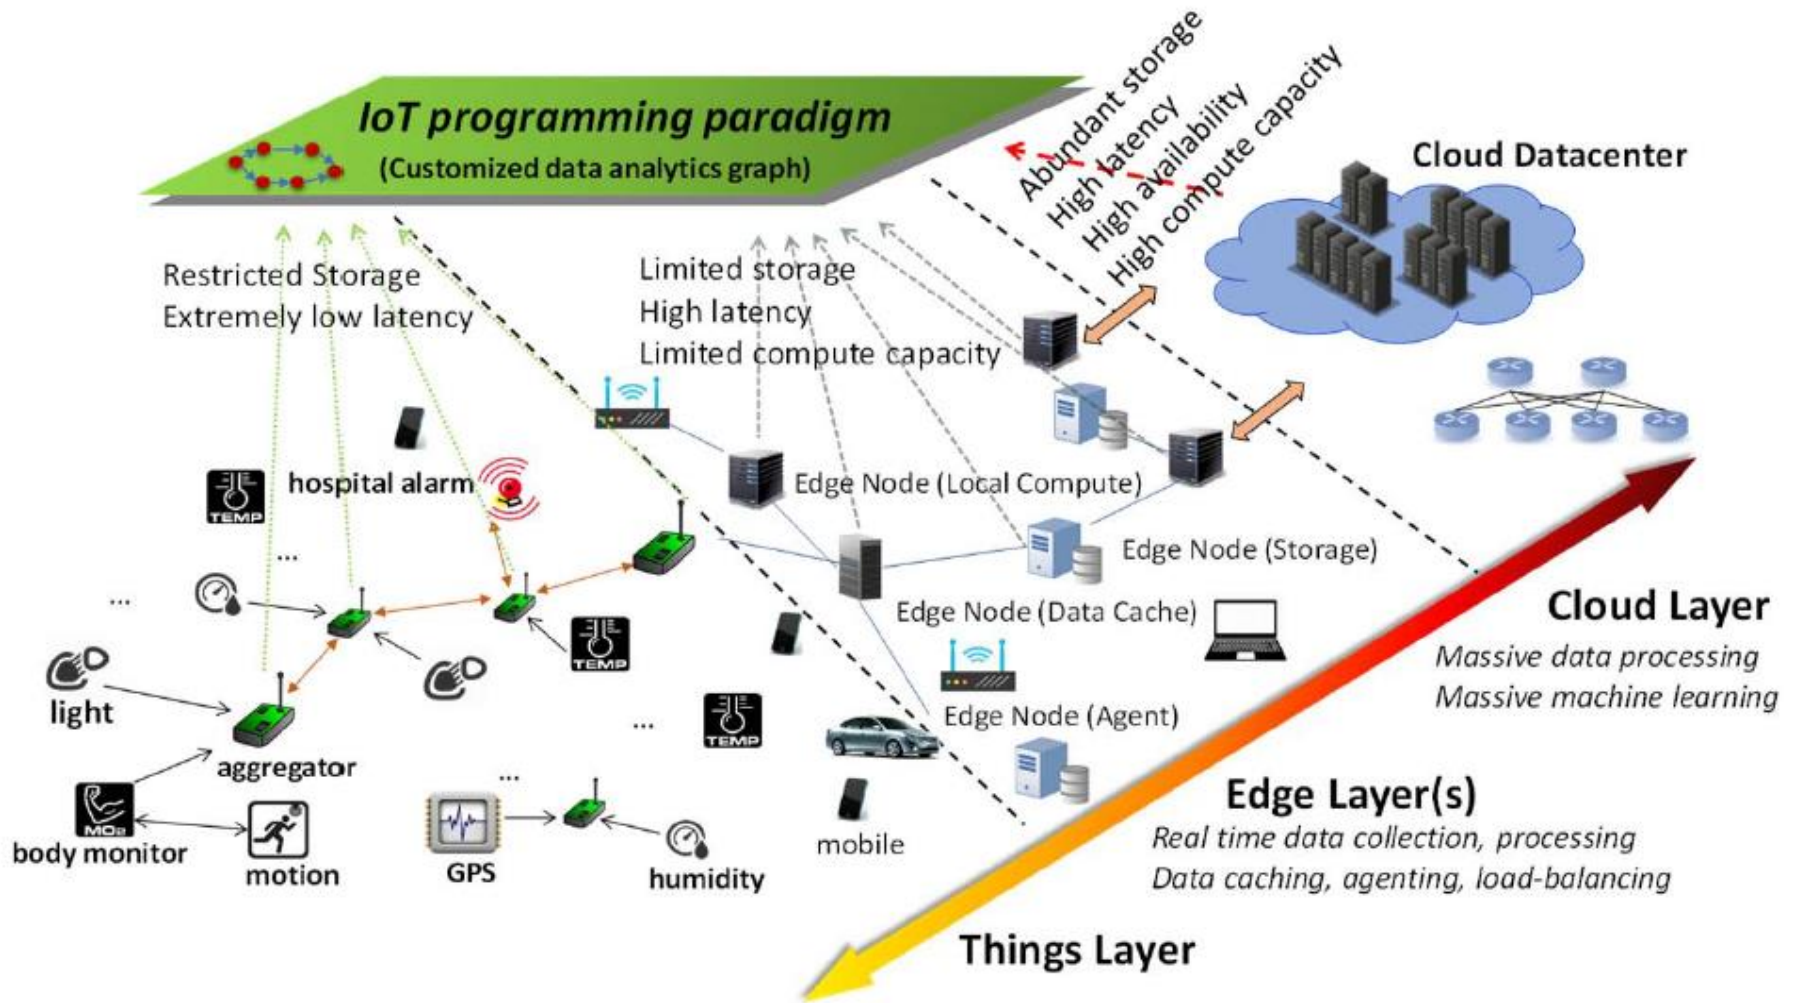 IoT programming paradigm
(Customized data analytics graph)
Abundant storage
High latency
High availability
High compute capacity
Cloud Datacenter
Restricted Storage
Extremely low latency
Limited storage
High latency
Limited compute capacity
hospital alarm
TEMP
Edge Node (Local Compute)
Edge Node (Storage)
...
...
Edge Node (Data Cache)
TEMP
light
Edge Node (Agent)
...
TEMP
aggregator
...
MO2
body monitor
motion
GPS
humidity
mobile
Cloud Layer
Massive data processing
Massive machine learning
Edge Layer(s)
Real time data collection, processing
Data caching, agenting, load-balancing
Things Layer